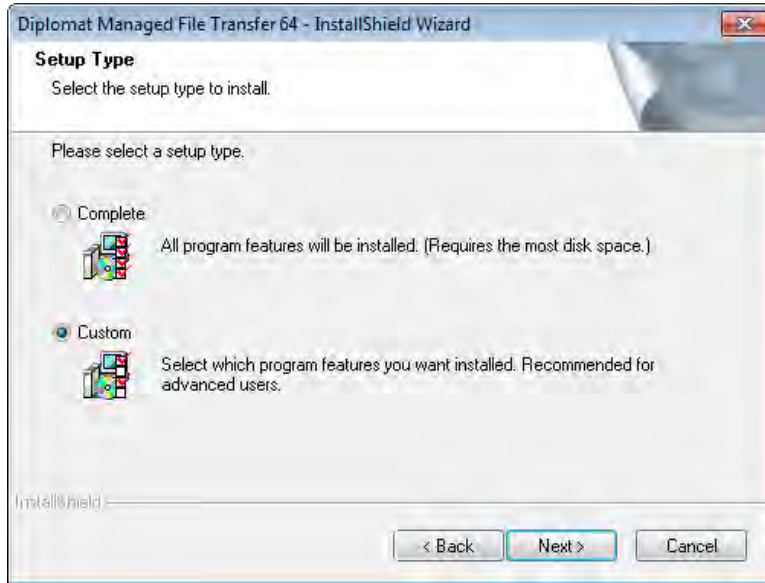 Diplomat Managed File Transfer 64 - InstallShield Wizard
Setup Type
Select the setup type to install.
Please select a setup type.
Complete
All program features will be installed. (Requires the most disk space.)
Custom
Select which program features you want installed. Recommended for
advanced users.
InstallShield
< Back
Next >
Cancel